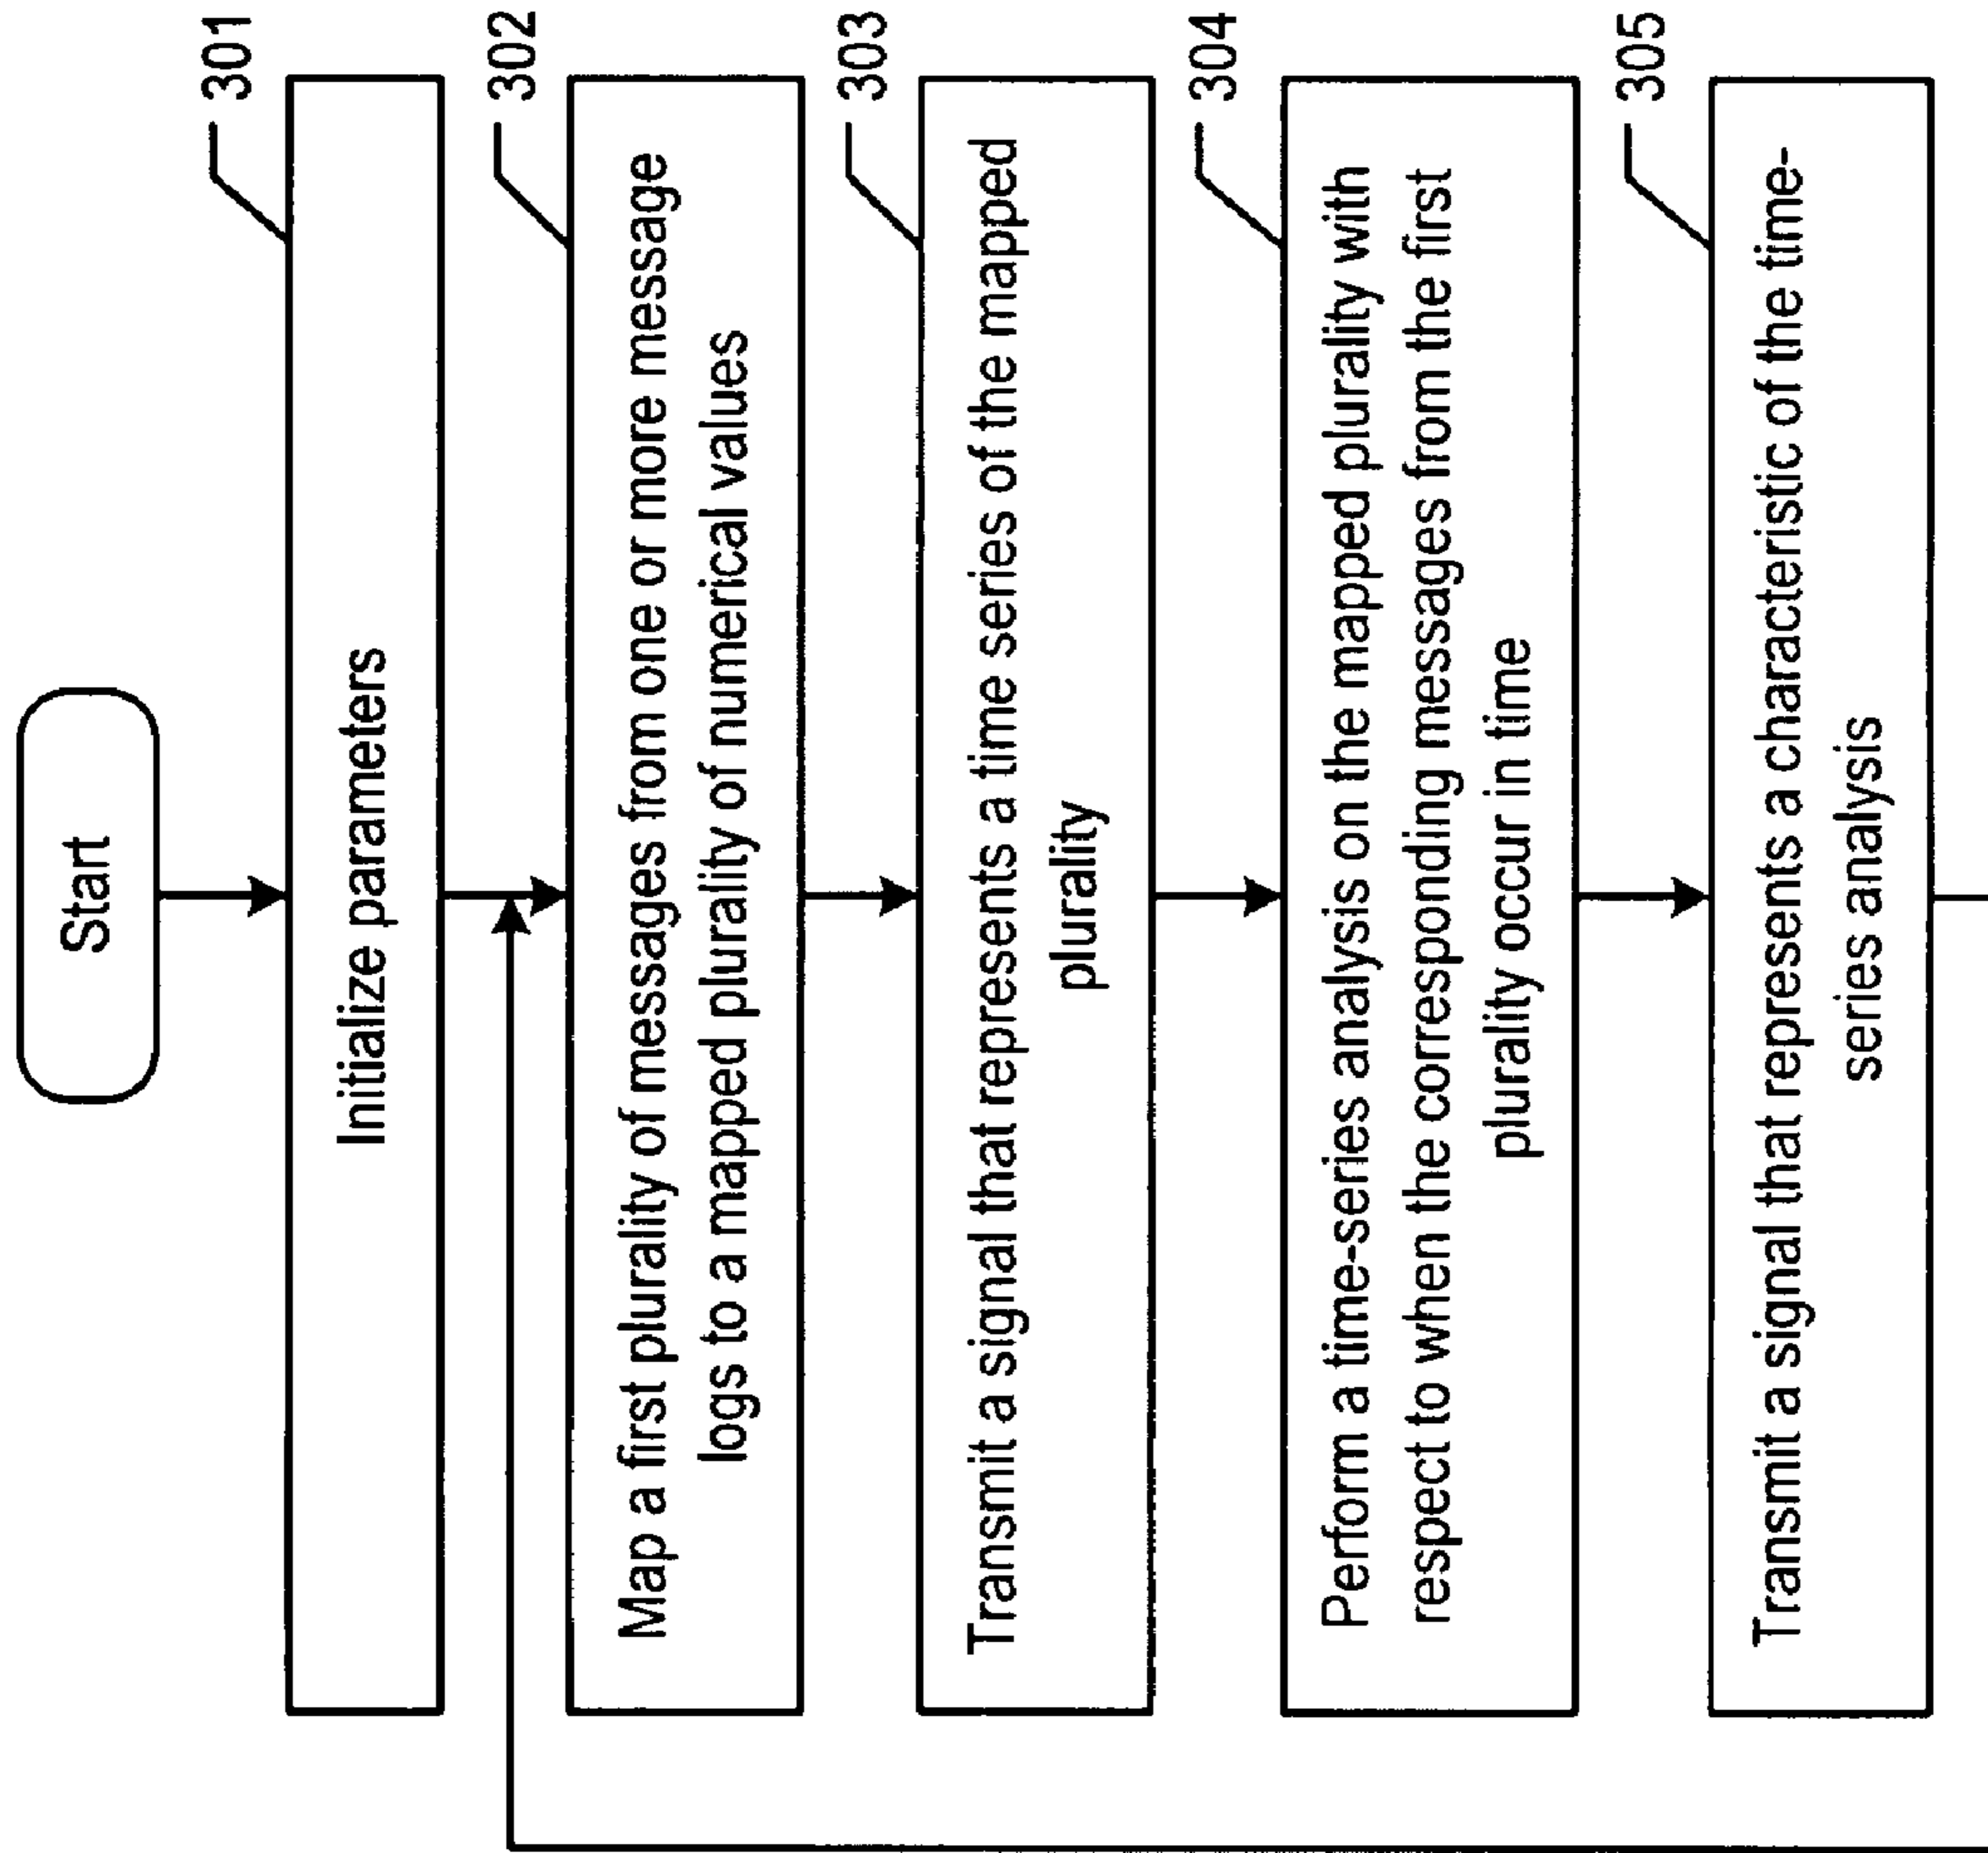 Start
301
Initialize parameters
302
Map a first plurality of messages from one or more message
logs to a mapped plurality of numerical values
303
Transmit a signal that represents a time series of the mapped
plurality
304
Perform a time-series analysis on the mapped plurality with
respect to when the corresponding messages from the first
plurality occur in time
305
Transmit a signal that represents a characteristic of the time-
series analysis